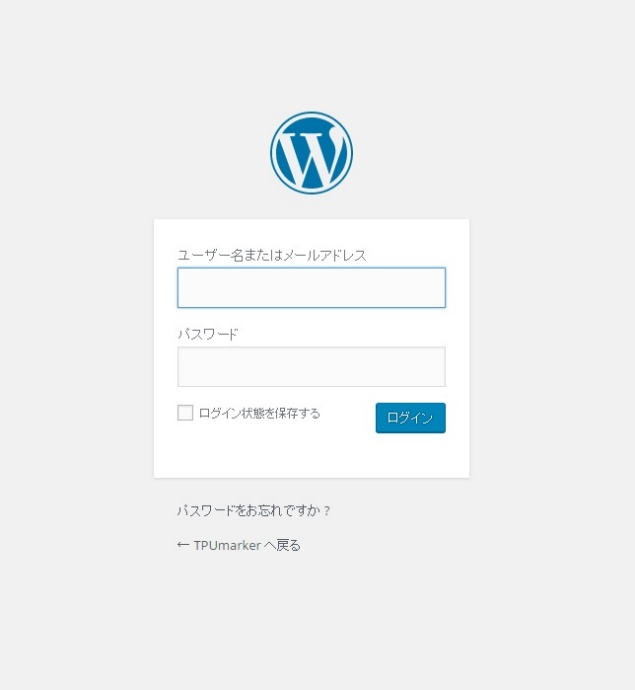 ユーザー名またはメールアドレス
パスワード
ログイン状態を保存する
ログイン
パスワードをお忘れですか ?
← TPUmarker へ戻る